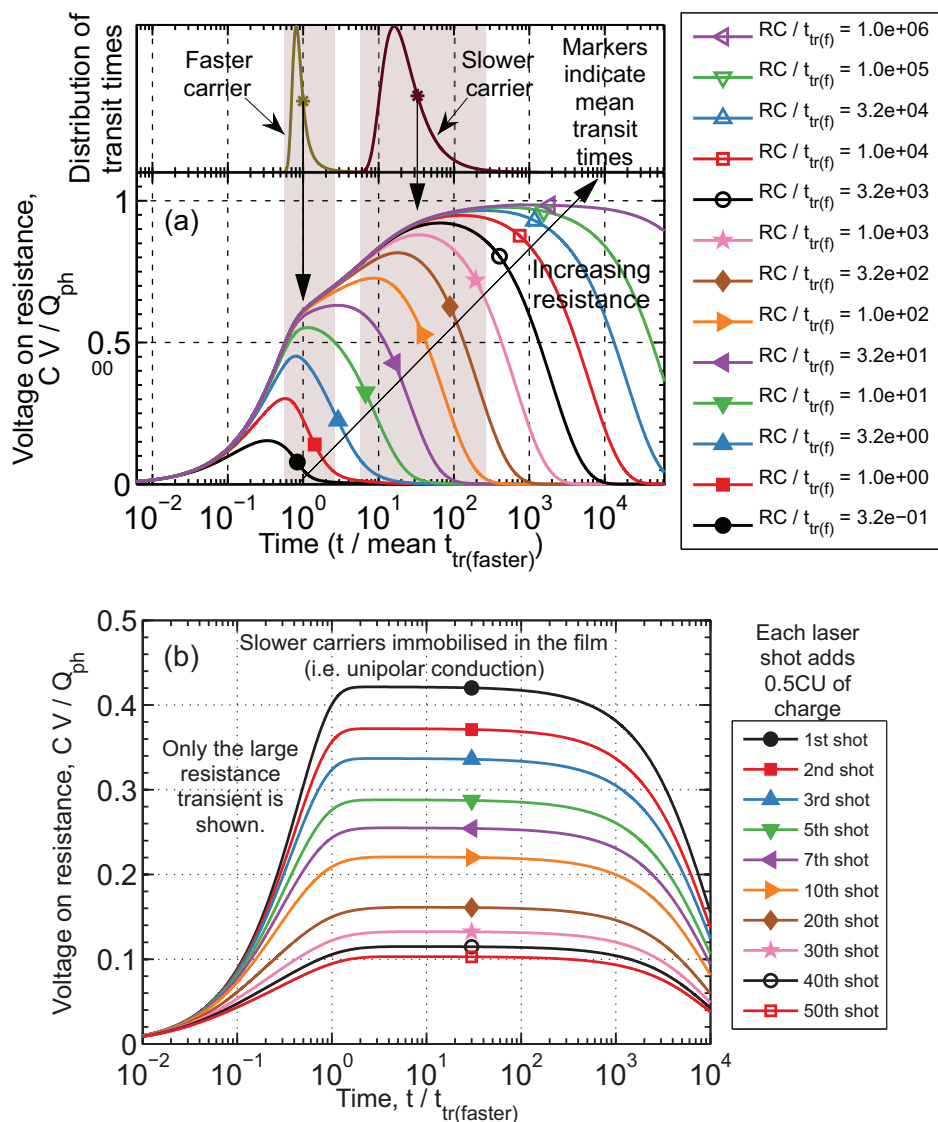 Distribution of
transit times
Faster
carrier
Slower
carrier
Markers
indicate
mean
transit
times
(a)
Increasing
resistance
Voltage on resistance,
C V / Q_ph
1
0.5
00
0
10^−2 10^−1 10^0 10^1 10^2 10^3 10^4
Time (t / mean t_tr(faster))
RC / t_tr(f) = 1.0e+06
RC / t_tr(f) = 1.0e+05
RC / t_tr(f) = 3.2e+04
RC / t_tr(f) = 1.0e+04
RC / t_tr(f) = 3.2e+03
RC / t_tr(f) = 1.0e+03
RC / t_tr(f) = 3.2e+02
RC / t_tr(f) = 1.0e+02
RC / t_tr(f) = 3.2e+01
RC / t_tr(f) = 1.0e+01
RC / t_tr(f) = 3.2e+00
RC / t_tr(f) = 1.0e+00
RC / t_tr(f) = 3.2e−01
(b)
Slower carriers immobilised in the film
(i.e. unipolar conduction)
Only the large
resistance
transient is
shown.
Voltage on resistance, C V / Q_ph
0.5
0.4
0.3
0.2
0.1
0
10^−2 10^−1 10^0 10^1 10^2 10^3 10^4
Time, t / t_tr(faster)
Each laser
shot adds
0.5CU of
charge
1st shot
2nd shot
3rd shot
5th shot
7th shot
10th shot
20th shot
30th shot
40th shot
50th shot